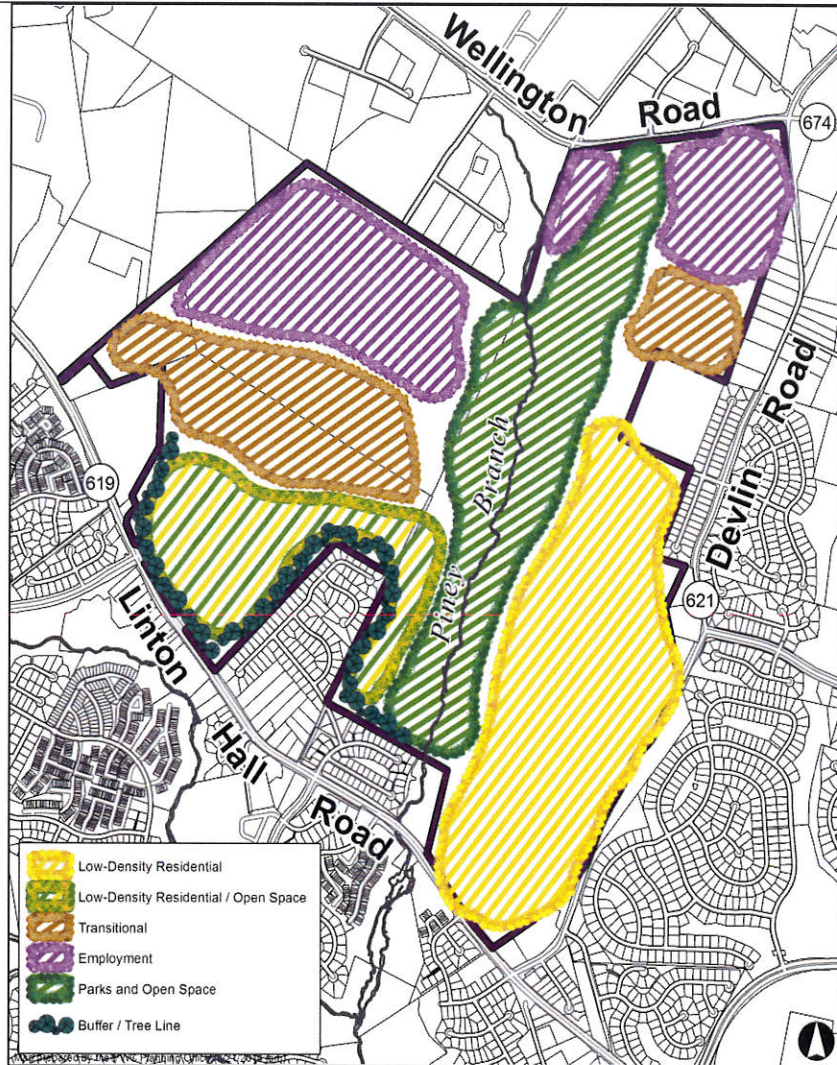 Wellington Road
674
619
Piney Branch
Devlin Road
621
Linton Hall Road
Low-Density Residential
Low-Density Residential / Open Space
Transitional
Employment
Parks and Open Space
Buffer / Tree Line